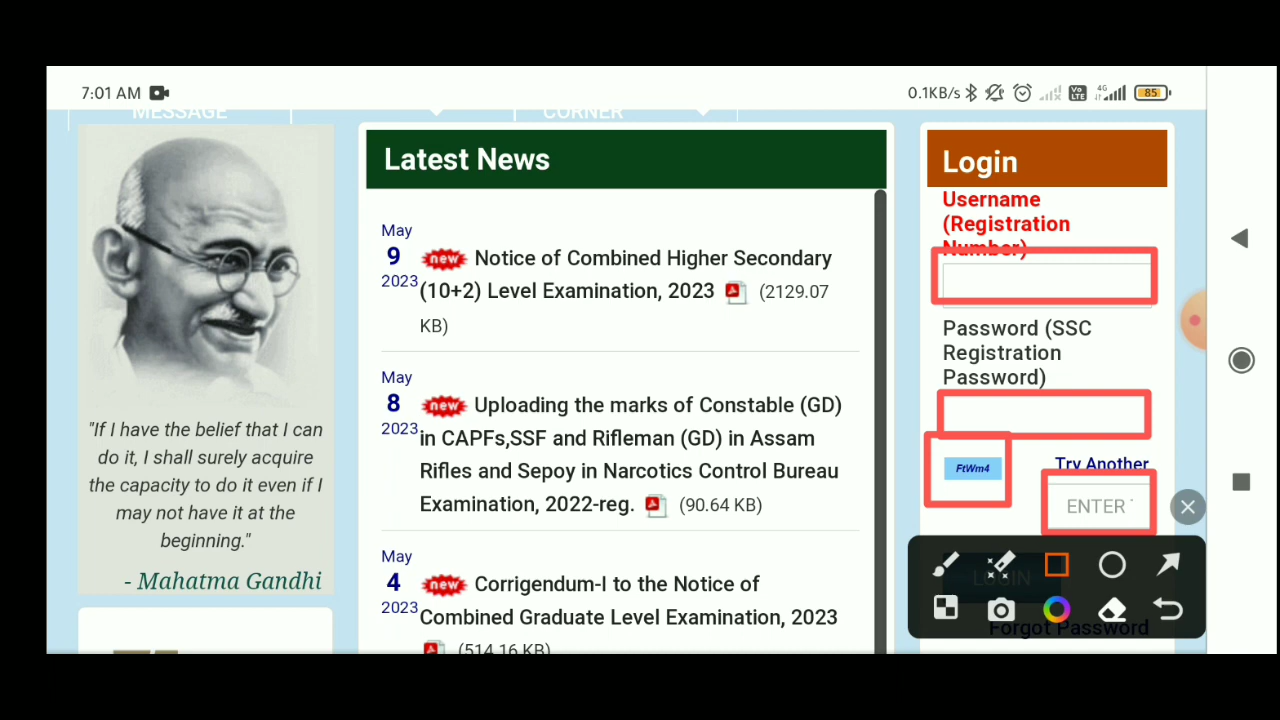 7:01 AM
0.1KB/s
Vo
LTE
4G
85
MESSAGE
CORNER
"If I have the belief that I can
do it, I shall surely acquire
the capacity to do it even if I
may not have it at the
beginning."
- Mahatma Gandhi
Latest News
May
9
2023
new Notice of Combined Higher Secondary
(10+2) Level Examination, 2023 (2129.07
KB)
May
8
2023
new Uploading the marks of Constable (GD)
in CAPFs,SSF and Rifleman (GD) in Assam
Rifles and Sepoy in Narcotics Control Bureau
Examination, 2022-reg. (90.64 KB)
May
4
2023
new Corrigendum-I to the Notice of
Combined Graduate Level Examination, 2023
(514.16 KB)
Login
Username
(Registration
Number)
Password (SSC
Registration
Password)
FtWm4
Try Another
ENTER
LOGIN
Forgot Password